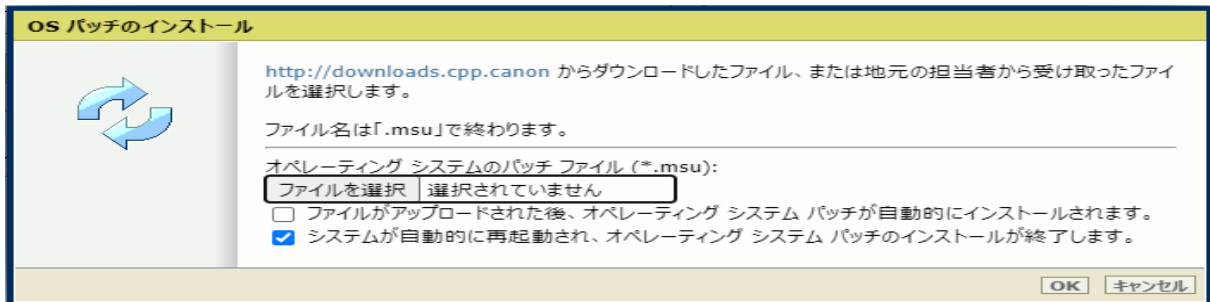 OS パッチのインストール
http://downloads.cpp.canon からダウンロードしたファイル、または地元の担当者から受け取ったファイ
ルを選択します。
ファイル名は「.msu」で終わります。
オペレーティング システムのパッチ ファイル (*.msu):
ファイルを選択 選択されていません
ファイルがアップロードされた後、オペレーティング システム パッチが自動的にインストールされます。
システムが自動的に再起動され、オペレーティング システム パッチのインストールが終了します。
OK キャンセル